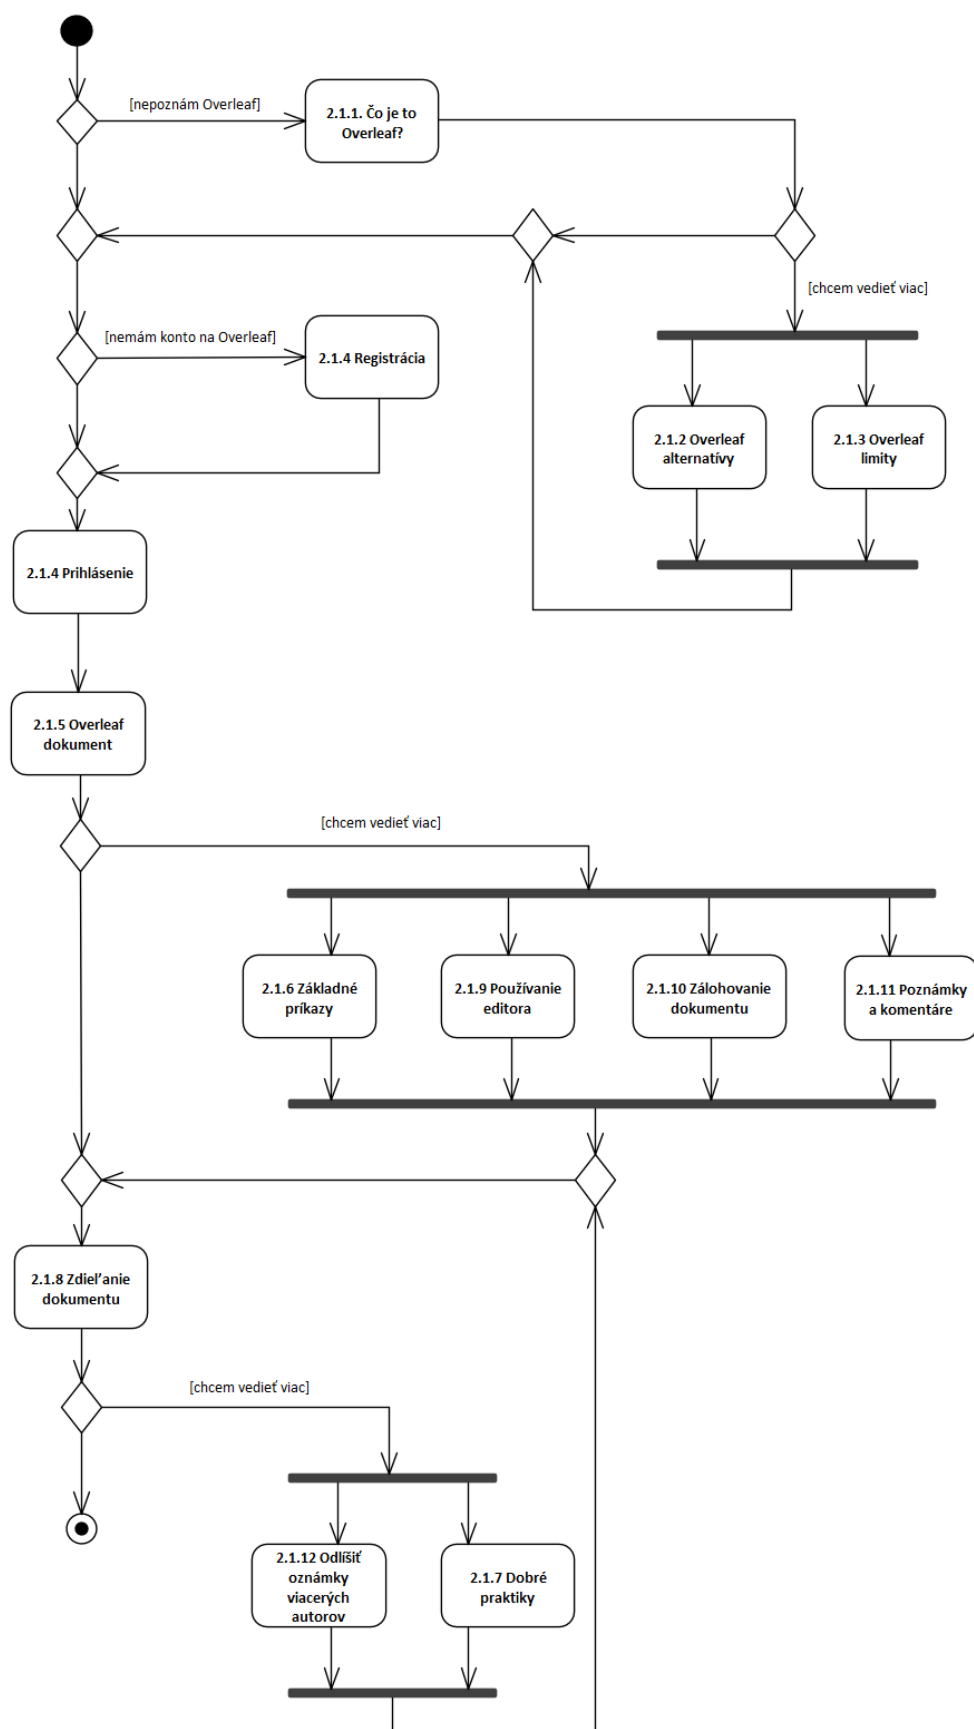 [nepoznám Overleaf]
2.1.1. Čo je to
Overleaf?
[chcem vedieť viac]
[nemám konto na Overleaf]
2.1.4 Registrácia
2.1.2 Overleaf
alternatívy
2.1.3 Overleaf
limity
2.1.4 Prihlásenie
2.1.5 Overleaf
dokument
[chcem vedieť viac]
2.1.6 Základné
príkazy
2.1.9 Používanie
editora
2.1.10 Zálohovanie
dokumentu
2.1.11 Poznámky
a komentáre
2.1.8 Zdieľanie
dokumentu
[chcem vedieť viac]
2.1.12 Odlíšiť
oznámky
viacerých
autorov
2.1.7 Dobré
praktiky